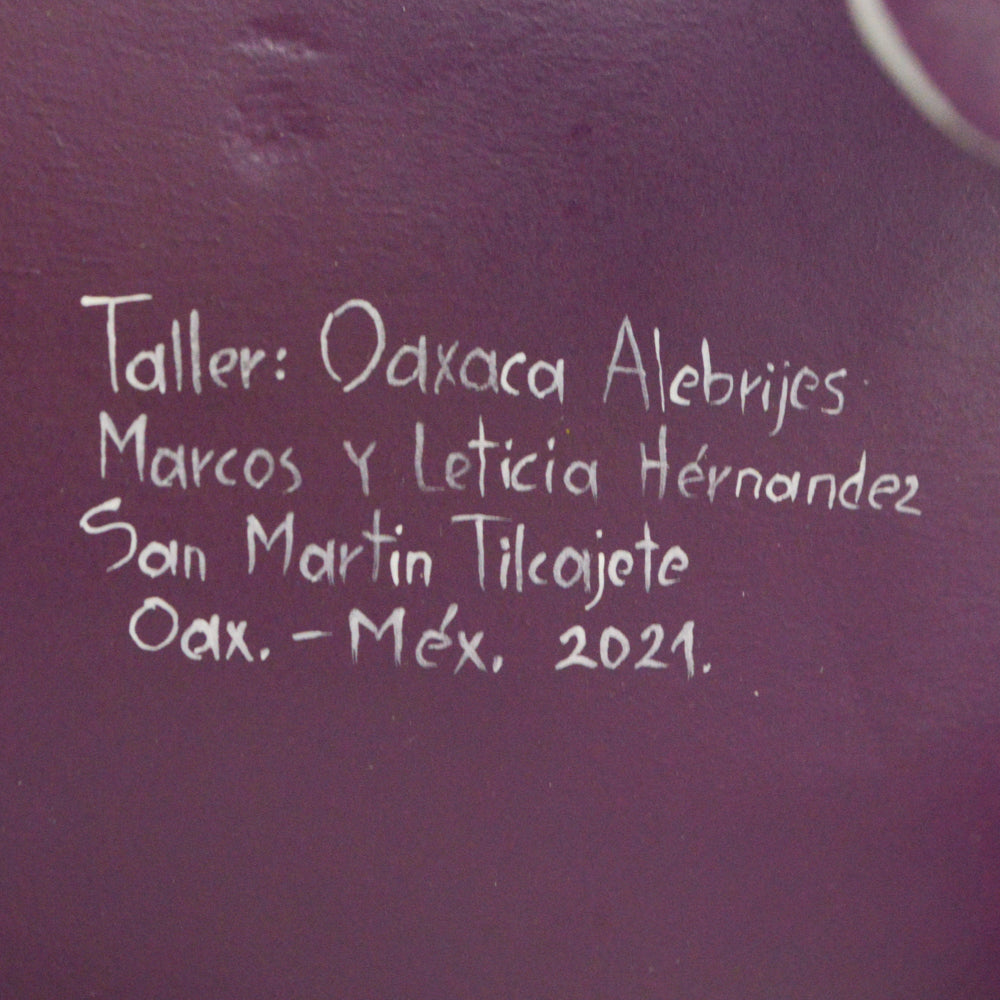 Taller: Oaxaca Alebrijes
Marcos Y Leticia Hérnandez
San Martin Tilcajete
Oax. - Méx. 2021.